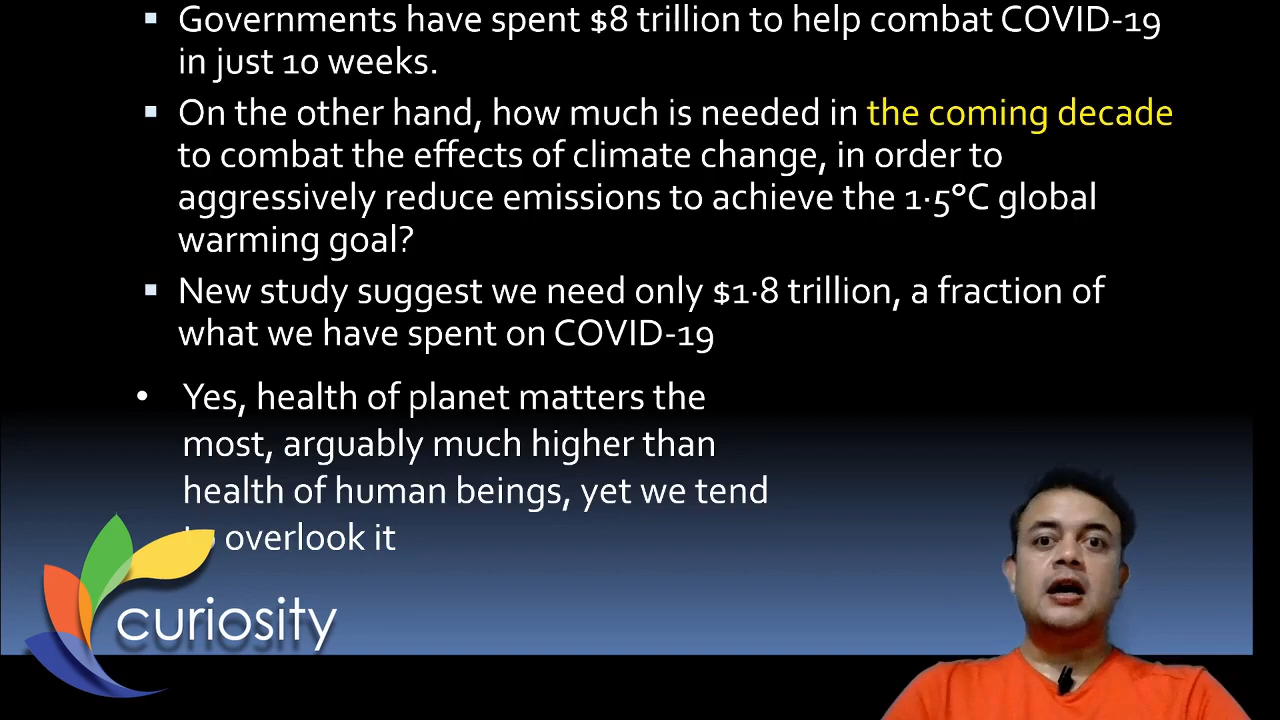 Governments have spent $8 trillion to help combat COVID-19
in just 10 weeks.
On the other hand, how much is needed in the coming decade
to combat the effects of climate change, in order to
aggressively reduce emissions to achieve the 1·5°C global
warming goal?
New study suggest we need only $1·8 trillion, a fraction of
what we have spent on COVID-19
Yes, health of planet matters the
most, arguably much higher than
health of human beings, yet we tend
to overlook it
curiosity